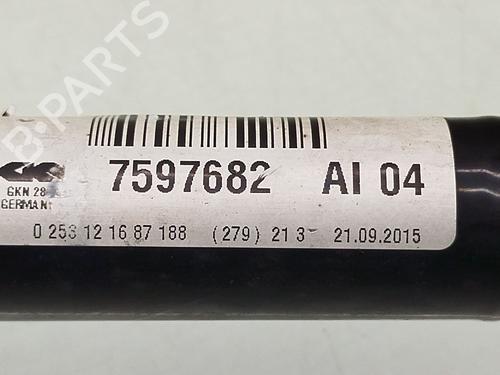 B-PARTS
7597682 AI 04
GKN 28
GERMANY
0 253 12 16 87 188 (279) 21 3 21.09.2015